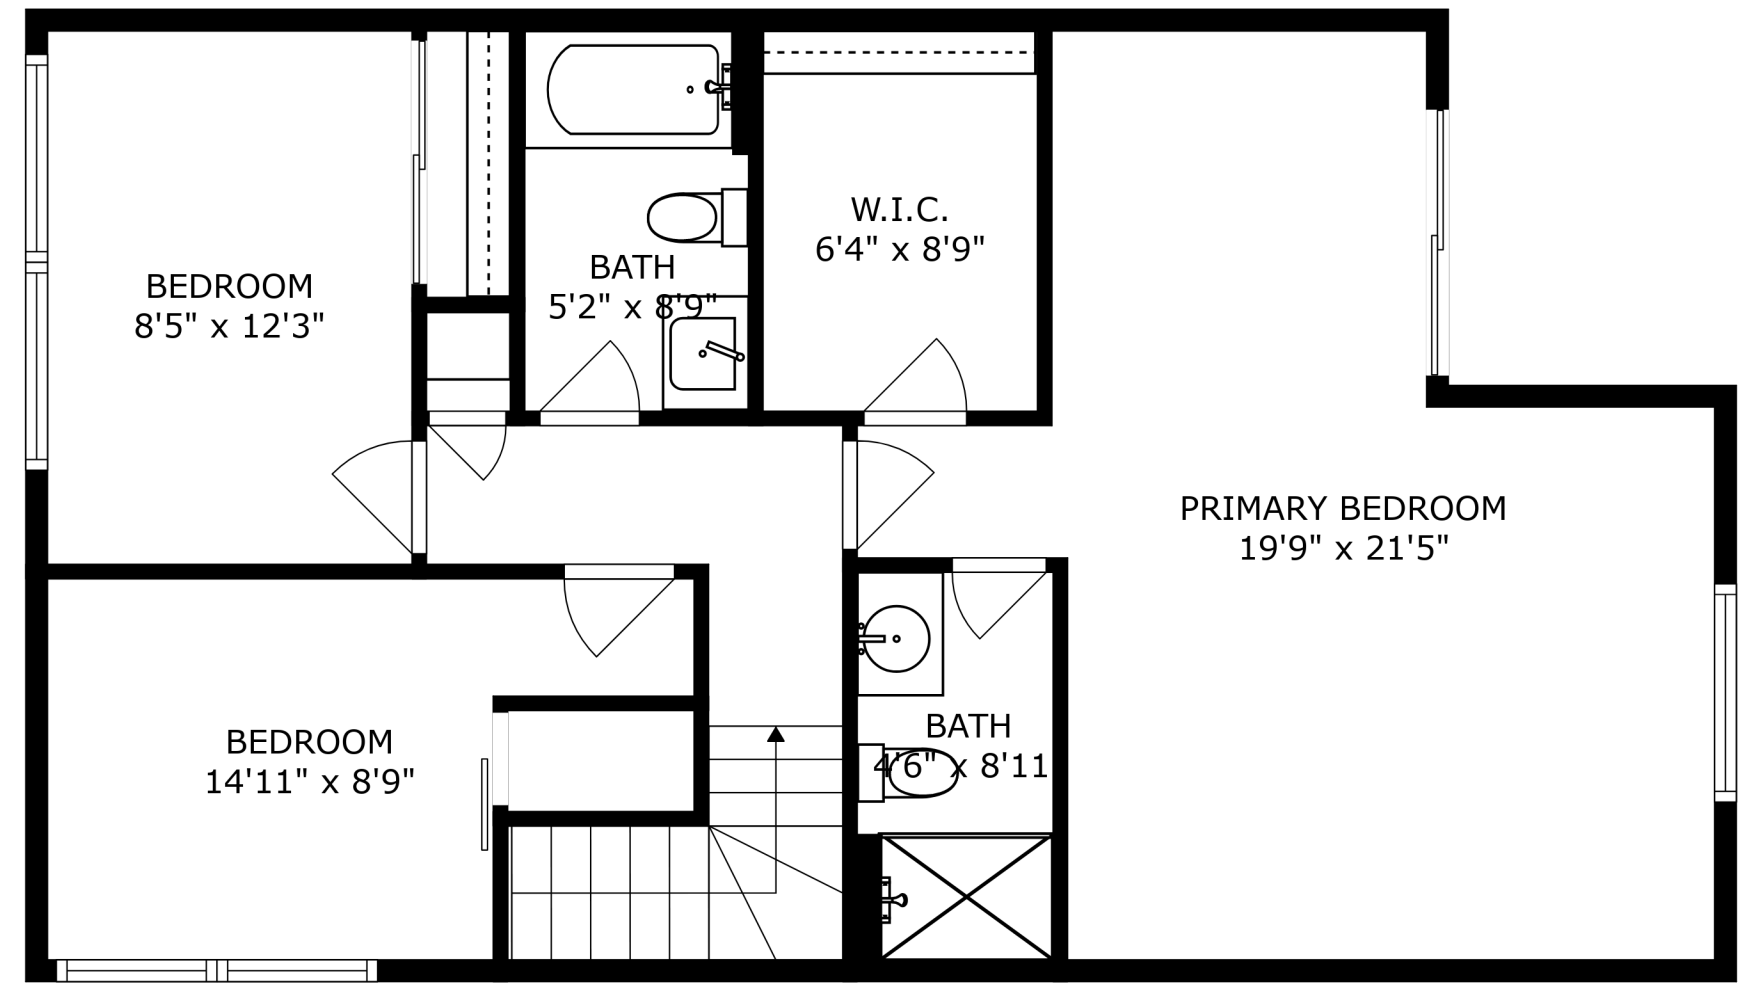 BEDROOM
8'5" x 12'3"
BATH
5'2" x 8'9"
W.I.C.
6'4" x 8'9"
PRIMARY BEDROOM
19'9" x 21'5"
BEDROOM
14'11" x 8'9"
BATH
4'6" x 8'11